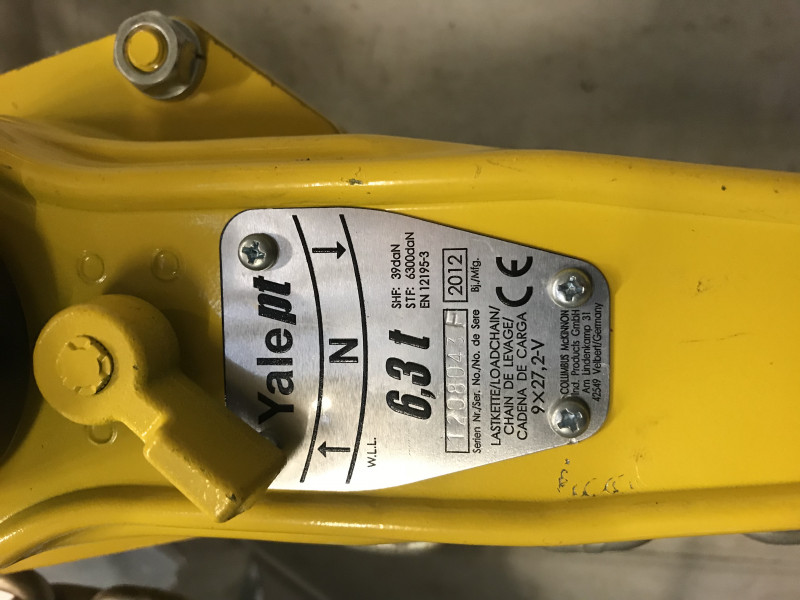 Yale pt
↑ N ↓
W.L.L. 6,3 t
SHF: 39daN
STF: 6300daN
EN 12195-3
2012
Serien Nr./Ser. No./No. de Sere Bj./Mfg.
LASTKETTE/LOADCHAIN/
CHAIN DE LEVAGE/
CADENA DE CARGA
9×27,2-V
CE
COLUMBUS McKINNON
Ind. Products GmbH
Am Lindenkamp 31
42549 Velbert/Germany